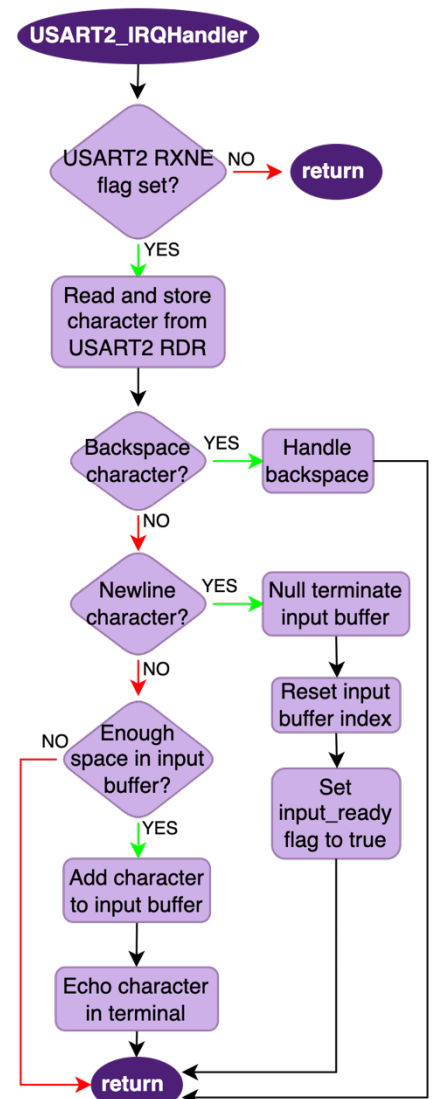 USART2_IRQHandler
USART2 RXNE
flag set?
NO
return
YES
Read and store
character from
USART2 RDR
Backspace
character?
YES
Handle
backspace
NO
Newline
character?
YES
Null terminate
input buffer
NO
Reset input
buffer index
Enough
space in input
buffer?
NO
Set
input_ready
flag to true
YES
Add character
to input buffer
Echo character
in terminal
return